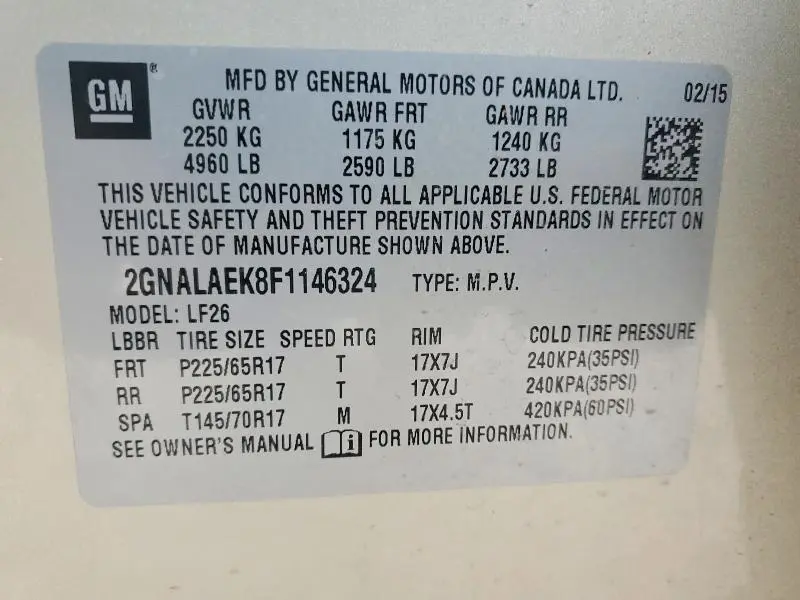 GM ® MFD BY GENERAL MOTORS OF CANADA LTD. 02/15
GVWR GAWR FRT GAWR RR
2250 KG 1175 KG 1240 KG
4960 LB 2590 LB 2733 LB
THIS VEHICLE CONFORMS TO ALL APPLICABLE U.S. FEDERAL MOTOR
VEHICLE SAFETY AND THEFT PREVENTION STANDARDS IN EFFECT ON
THE DATE OF MANUFACTURE SHOWN ABOVE.
2GNALAEK8F1146324 TYPE: M.P.V.
MODEL: LF26
LBBR TIRE SIZE SPEED RTG RIM COLD TIRE PRESSURE
FRT P225/65R17 T 17X7J 240KPA(35PSI)
RR P225/65R17 T 17X7J 240KPA(35PSI)
SPA T145/70R17 M 17X4.5T 420KPA(60PSI)
SEE OWNER'S MANUAL i FOR MORE INFORMATION.